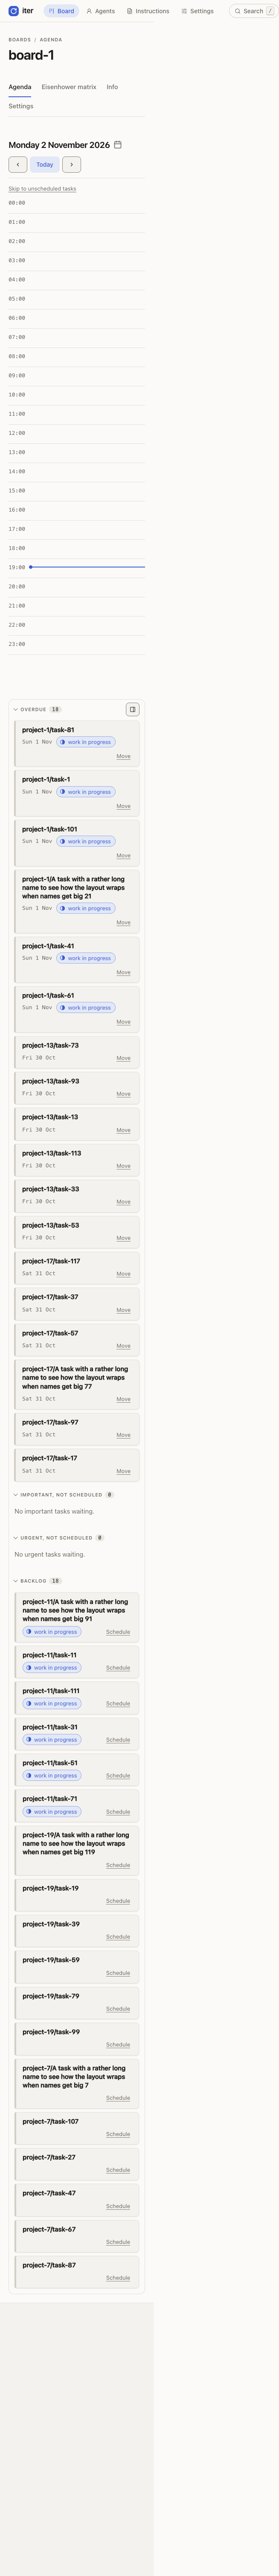 iter
Board
Agents
Instructions
Settings
Search /
BOARDS / AGENDA
board-1
Agenda
Eisenhower matrix
Info
Settings
Monday 2 November 2026
‹ Today ›
Skip to unscheduled tasks
00:00
01:00
02:00
03:00
04:00
05:00
06:00
07:00
08:00
09:00
10:00
11:00
12:00
13:00
14:00
15:00
16:00
17:00
18:00
19:00
20:00
21:00
22:00
23:00
OVERDUE 18
project-1/task-81
Sun 1 Nov work in progress
Move
project-1/task-1
Sun 1 Nov work in progress
Move
project-1/task-101
Sun 1 Nov work in progress
Move
project-1/A task with a rather long
name to see how the layout wraps
when names get big 21
Sun 1 Nov work in progress
Move
project-1/task-41
Sun 1 Nov work in progress
Move
project-1/task-61
Sun 1 Nov work in progress
Move
project-13/task-73
Fri 30 Oct Move
project-13/task-93
Fri 30 Oct Move
project-13/task-13
Fri 30 Oct Move
project-13/task-113
Fri 30 Oct Move
project-13/task-33
Fri 30 Oct Move
project-13/task-53
Fri 30 Oct Move
project-17/task-117
Sat 31 Oct Move
project-17/task-37
Sat 31 Oct Move
project-17/task-57
Sat 31 Oct Move
project-17/A task with a rather long
name to see how the layout wraps
when names get big 77
Sat 31 Oct Move
project-17/task-97
Sat 31 Oct Move
project-17/task-17
Sat 31 Oct Move
IMPORTANT, NOT SCHEDULED 0
No important tasks waiting.
URGENT, NOT SCHEDULED 0
No urgent tasks waiting.
BACKLOG 18
project-11/A task with a rather long
name to see how the layout wraps
when names get big 91
work in progress Schedule
project-11/task-11
work in progress Schedule
project-11/task-111
work in progress Schedule
project-11/task-31
work in progress Schedule
project-11/task-51
work in progress Schedule
project-11/task-71
work in progress Schedule
project-19/A task with a rather long
name to see how the layout wraps
when names get big 119
Schedule
project-19/task-19
Schedule
project-19/task-39
Schedule
project-19/task-59
Schedule
project-19/task-79
Schedule
project-19/task-99
Schedule
project-7/A task with a rather long
name to see how the layout wraps
when names get big 7
Schedule
project-7/task-107
Schedule
project-7/task-27
Schedule
project-7/task-47
Schedule
project-7/task-67
Schedule
project-7/task-87
Schedule